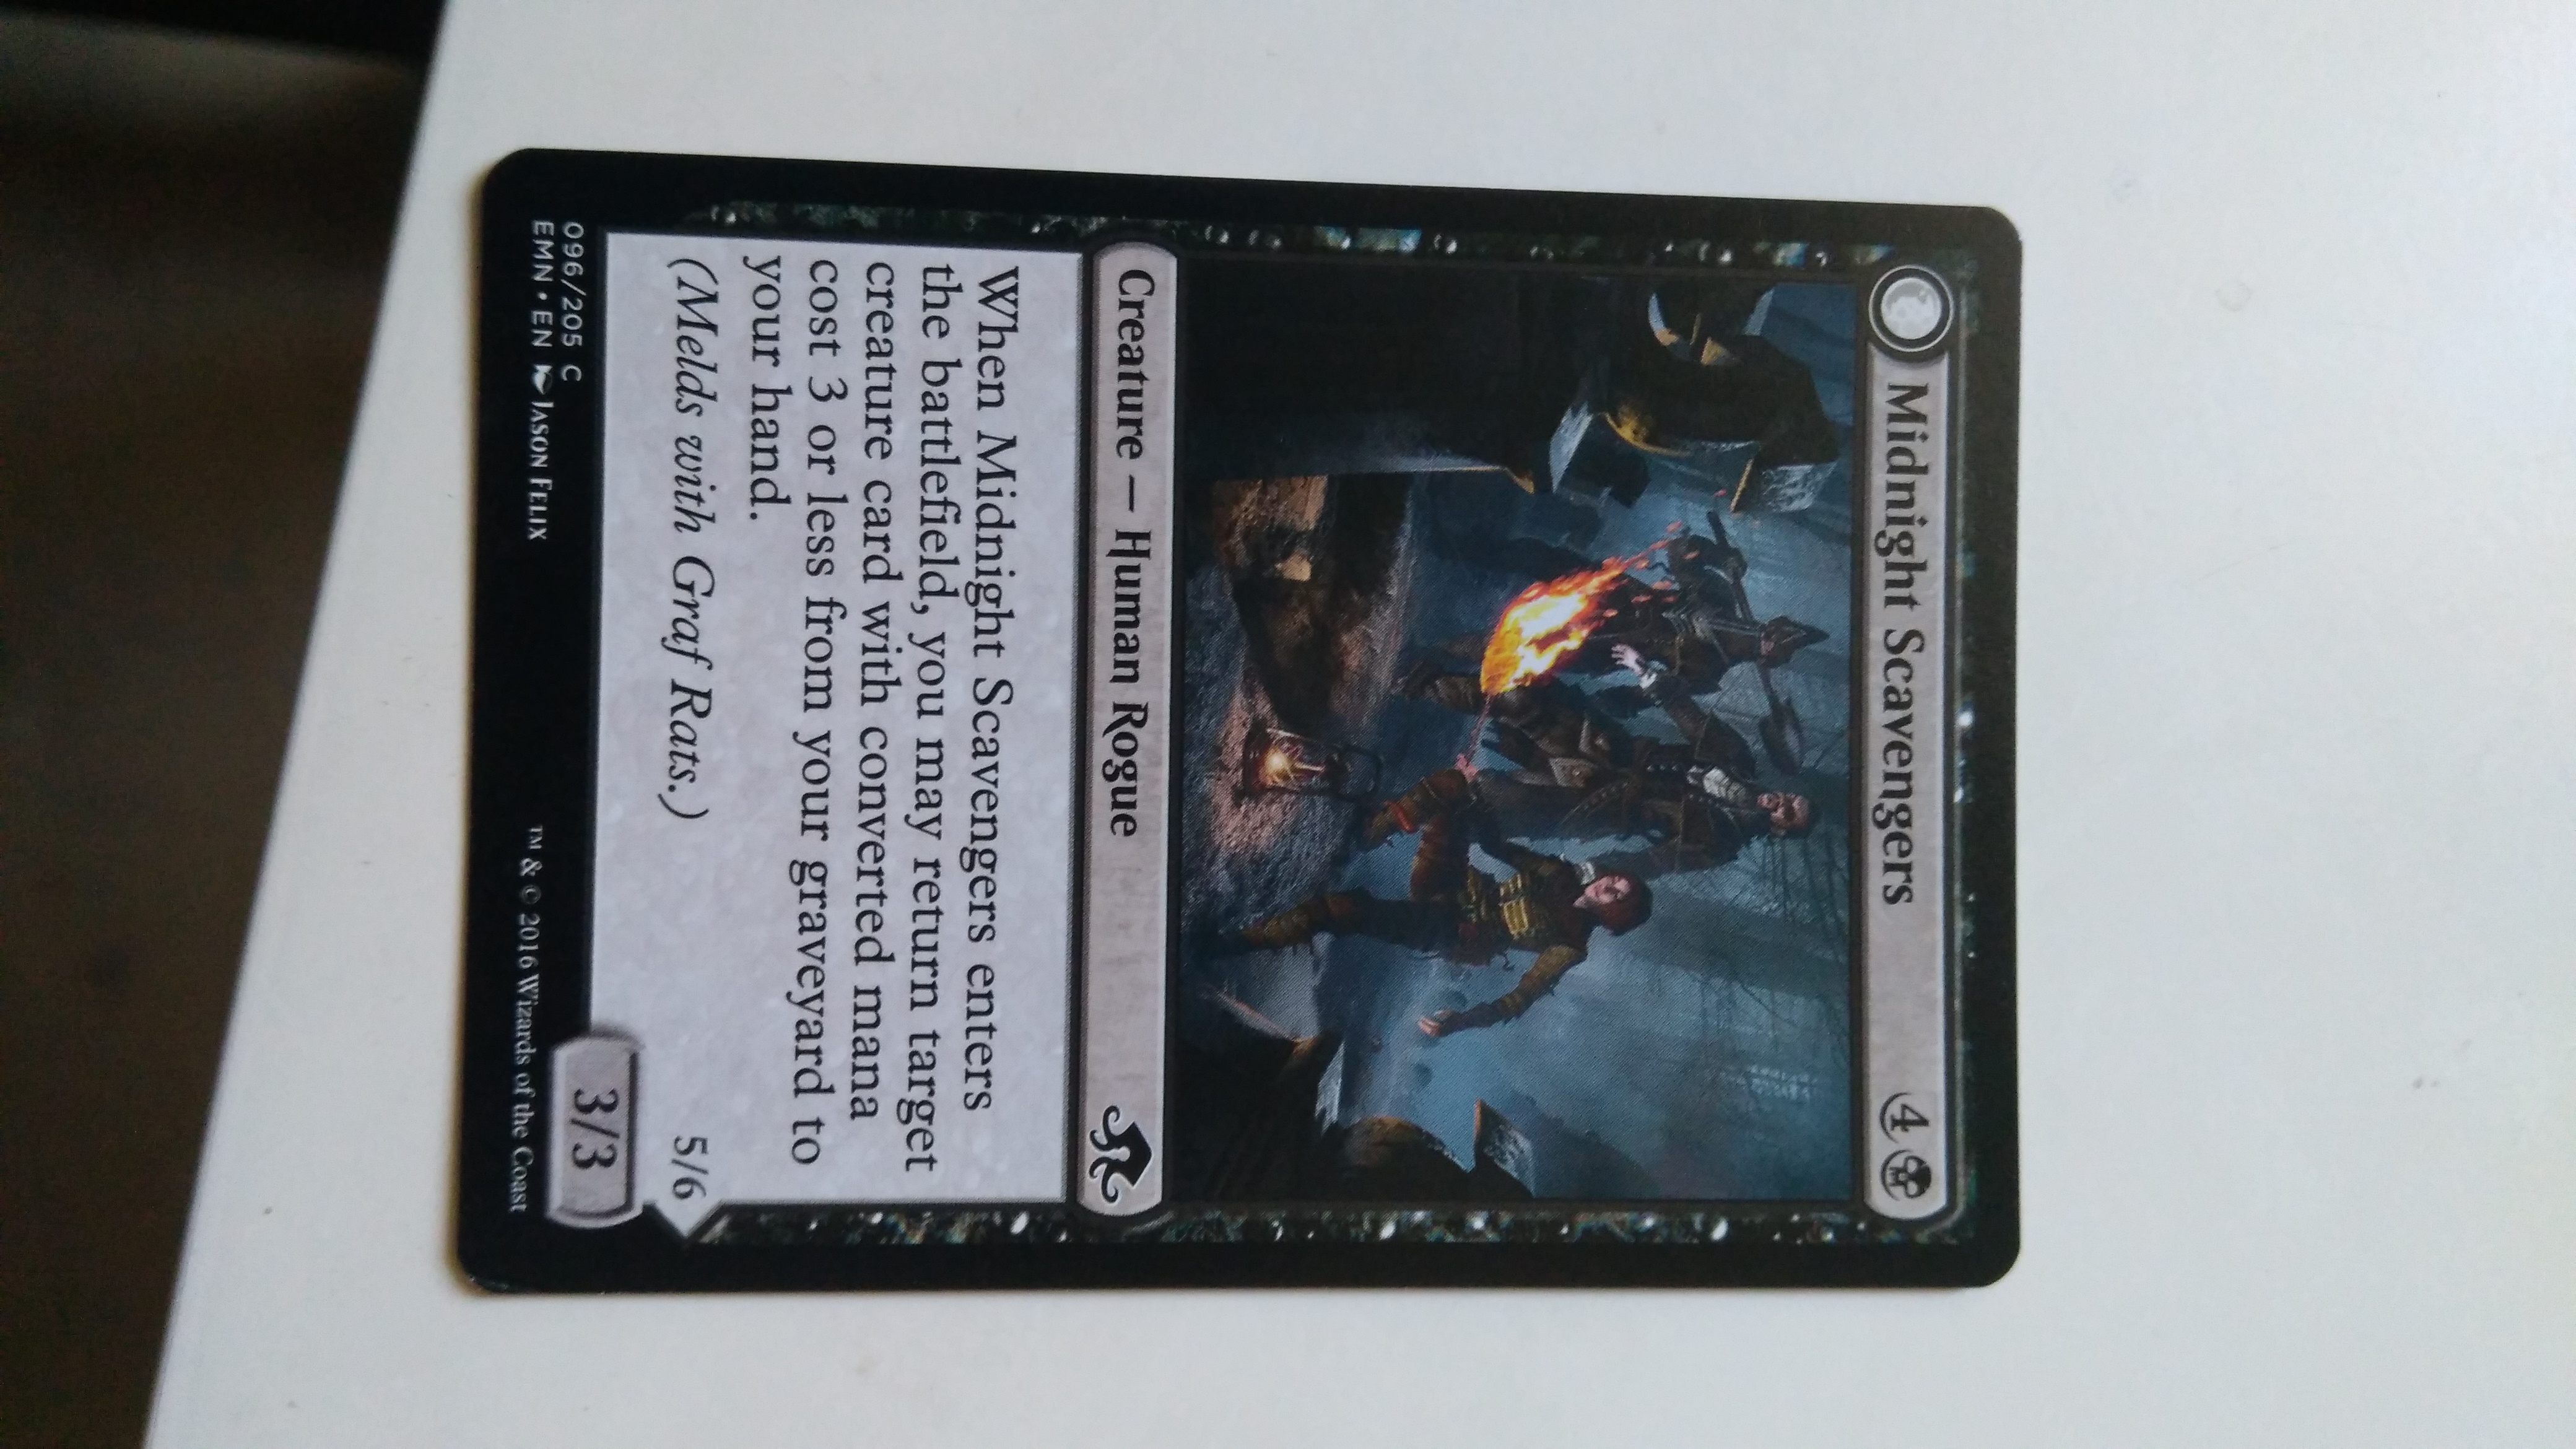 Midnight Scavengers 4
Creature — Human Rogue
When Midnight Scavengers enters
the battlefield, you may return target
creature card with converted mana
cost 3 or less from your graveyard to
your hand.
(Melds with Graf Rats.)
5/6
3/3
096/205 C
EMN • EN JASON FELIX
™ & © 2016 Wizards of the Coast